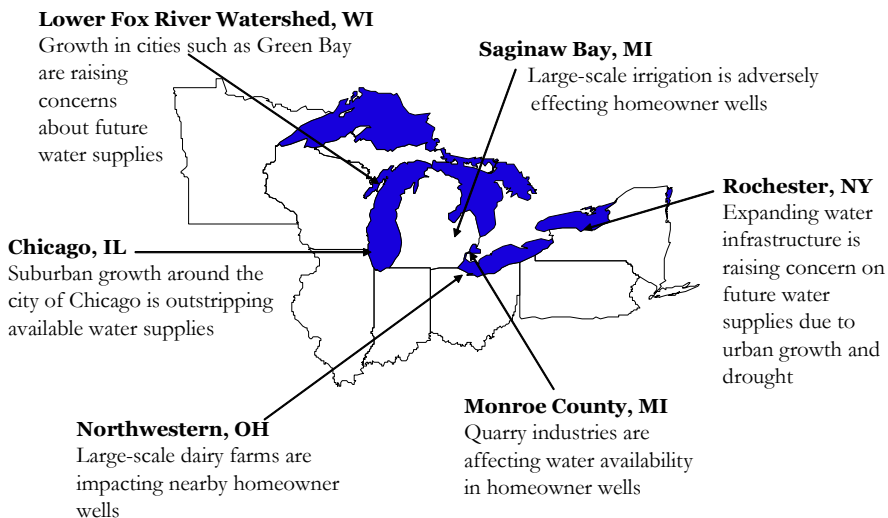 Lower Fox River Watershed, WI
Growth in cities such as Green Bay
are raising
concerns
about future
water supplies
Saginaw Bay, MI
Large-scale irrigation is adversely
effecting homeowner wells
Rochester, NY
Expanding water
infrastructure is
raising concern on
future water
supplies due to
urban growth and
drought
Chicago, IL
Suburban growth around the
city of Chicago is outstripping
available water supplies
Northwestern, OH
Large-scale dairy farms are
impacting nearby homeowner
wells
Monroe County, MI
Quarry industries are
affecting water availability
in homeowner wells